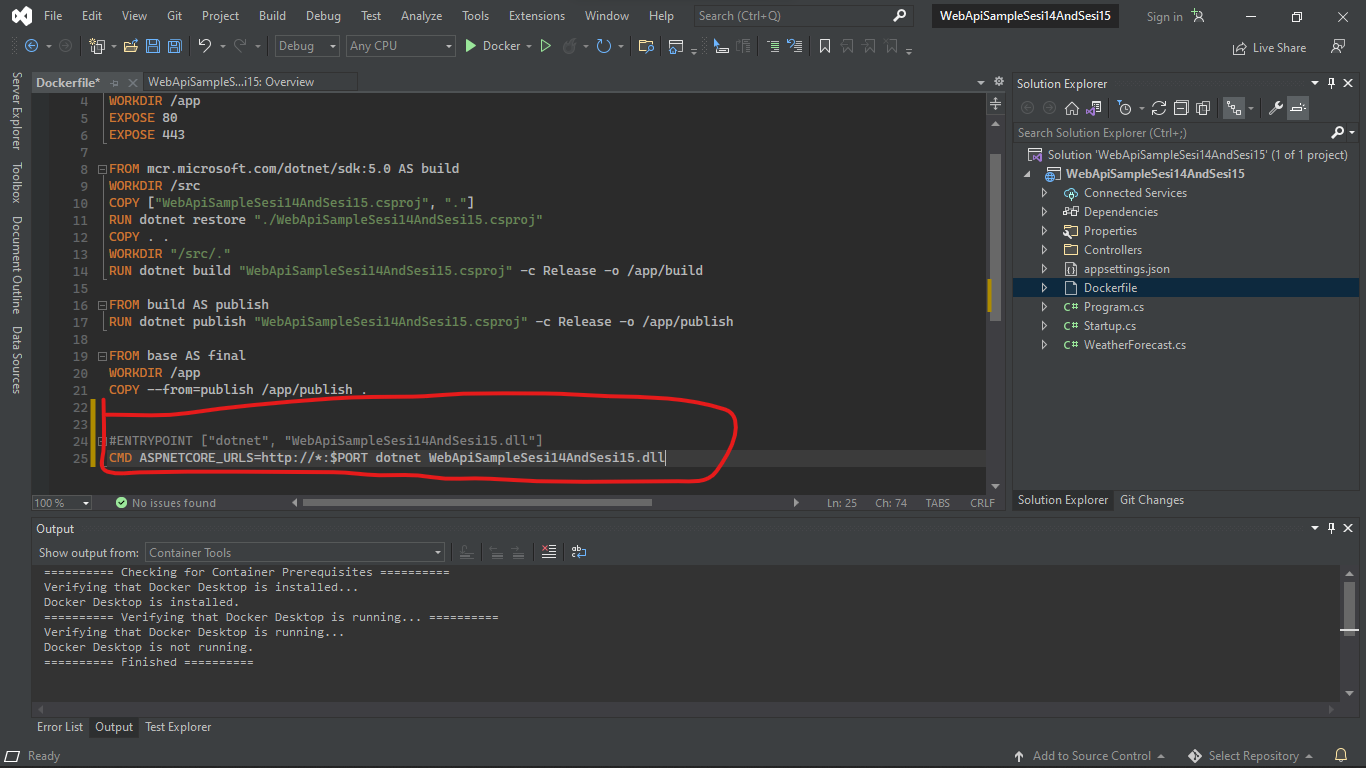 File Edit View Git Project Build Debug Test Analyze Tools Extensions Window Help Search (Ctrl+Q) WebApiSampleSesi14AndSesi15 Sign in
Debug Any CPU Docker Live Share
Server Explorer
Toolbox
Document Outline
Data Sources
Dockerfile* WebApiSampleS...i15: Overview
4 WORKDIR /app
5 EXPOSE 80
6 EXPOSE 443
7
8 FROM mcr.microsoft.com/dotnet/sdk:5.0 AS build
9 WORKDIR /src
10 COPY ["WebApiSampleSesi14AndSesi15.csproj", "."]
11 RUN dotnet restore "./WebApiSampleSesi14AndSesi15.csproj"
12 COPY . .
13 WORKDIR "/src/."
14 RUN dotnet build "WebApiSampleSesi14AndSesi15.csproj" -c Release -o /app/build
15
16 FROM build AS publish
17 RUN dotnet publish "WebApiSampleSesi14AndSesi15.csproj" -c Release -o /app/publish
18
19 FROM base AS final
20 WORKDIR /app
21 COPY --from=publish /app/publish .
22
23
24 #ENTRYPOINT ["dotnet", "WebApiSampleSesi14AndSesi15.dll"]
25 CMD ASPNETCORE_URLS=http://*:$PORT dotnet WebApiSampleSesi14AndSesi15.dll
100 % No issues found Ln: 25 Ch: 74 TABS CRLF
Solution Explorer
Search Solution Explorer (Ctrl+;)
Solution 'WebApiSampleSesi14AndSesi15' (1 of 1 project)
WebApiSampleSesi14AndSesi15
Connected Services
Dependencies
Properties
Controllers
appsettings.json
Dockerfile
C# Program.cs
C# Startup.cs
C# WeatherForecast.cs
Solution Explorer Git Changes
Output
Show output from: Container Tools
========== Checking for Container Prerequisites ==========
Verifying that Docker Desktop is installed...
Docker Desktop is installed.
========== Verifying that Docker Desktop is running... ==========
Verifying that Docker Desktop is running...
Docker Desktop is not running.
========== Finished ==========
Error List Output Test Explorer
Ready Add to Source Control Select Repository